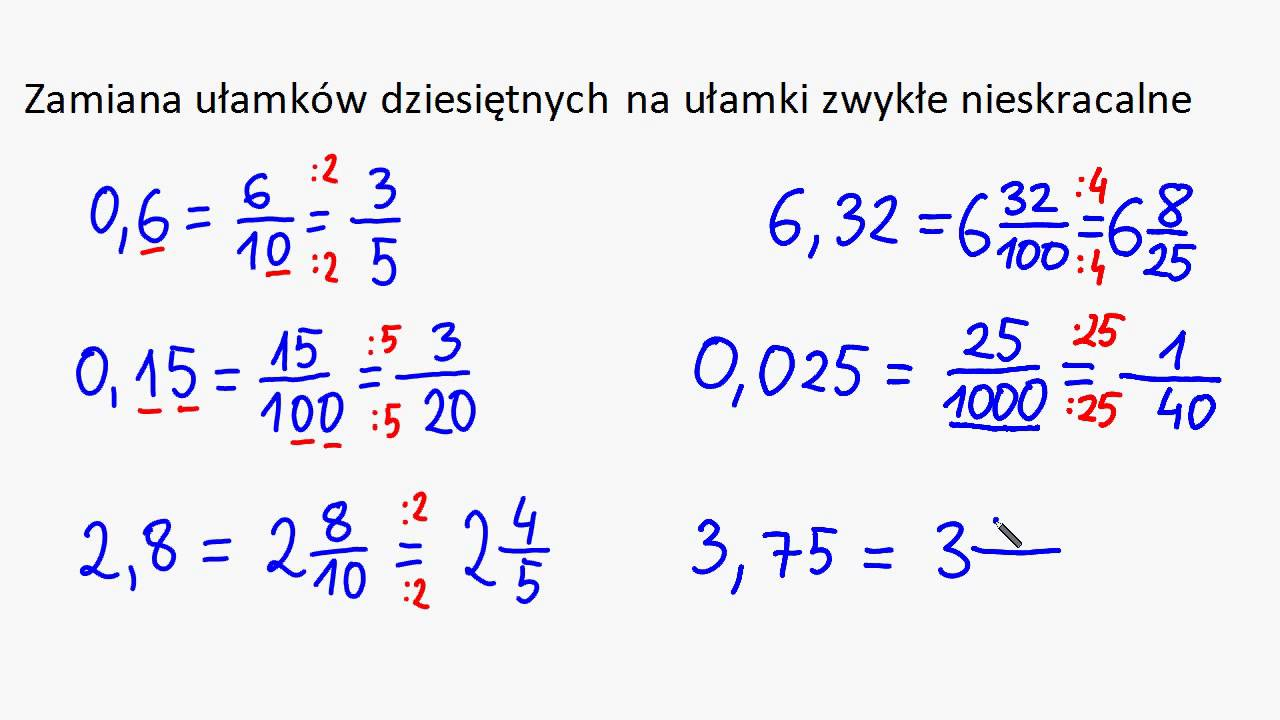 Zamiana ułamków dziesiętnych na ułamki zwykłe nieskracalne
0,6 = 6/10 :2 = :2 3/5
0,15 = 15/100 :5 = :5 3/20
2,8 = 2 8/10 :2 = :2 2 4/5
6,32 = 6 32/100 :4 = :4 6 8/25
0,025 = 25/1000 :25 = :25 1/40
3,75 = 3